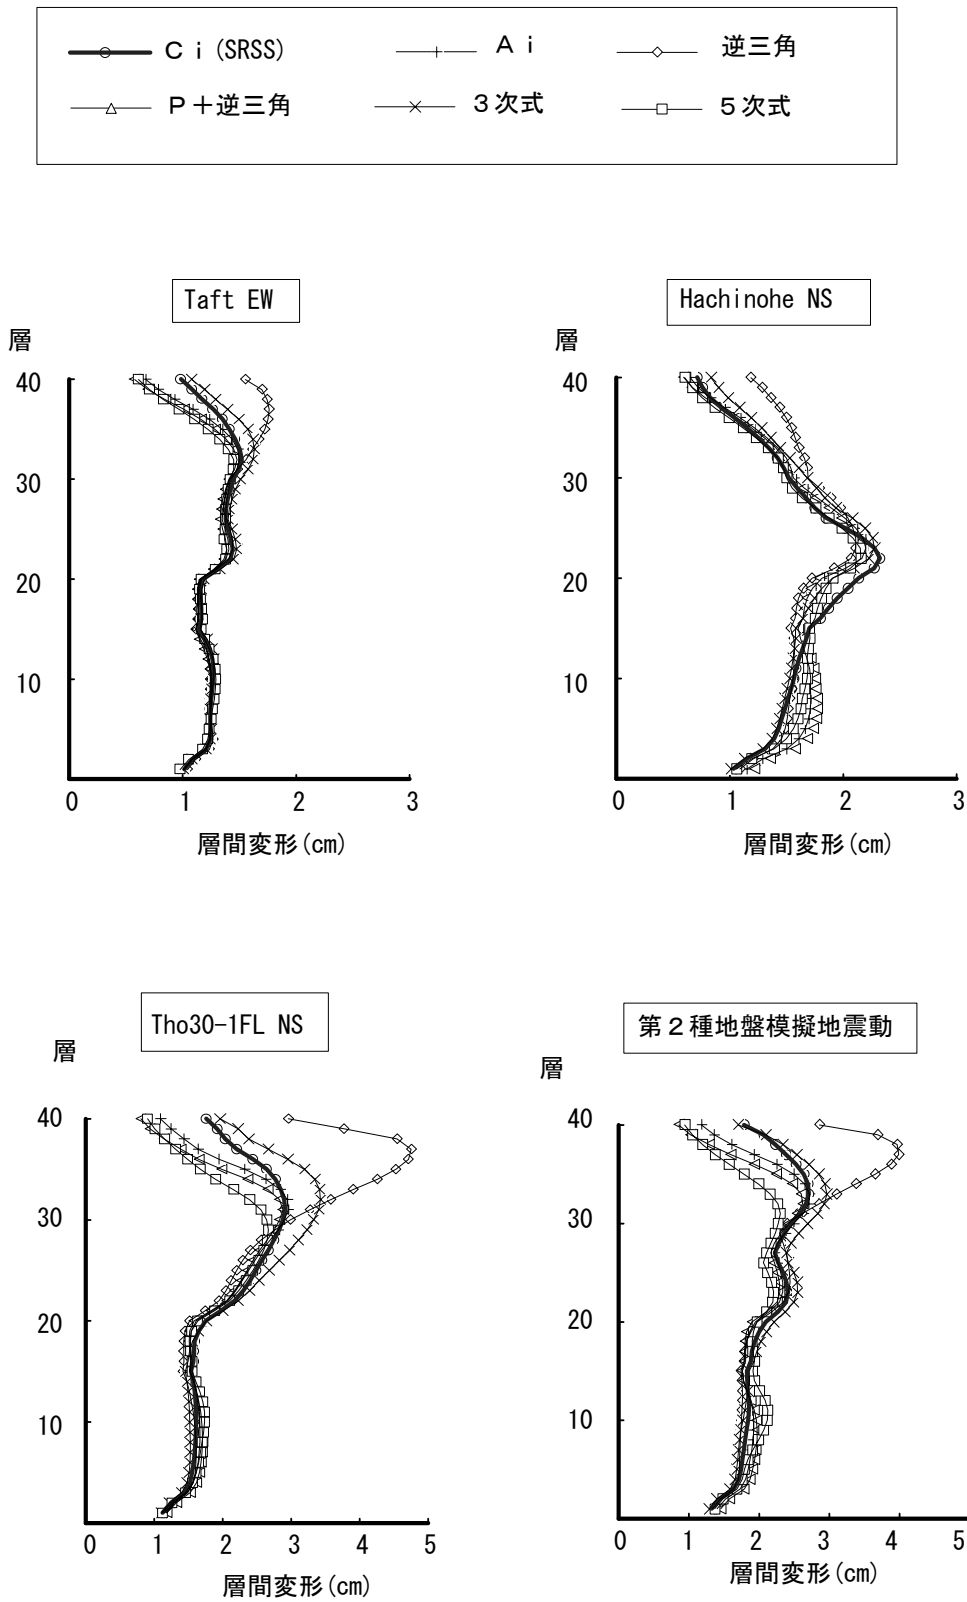 Ｃｉ(SRSS) Ａｉ 逆三角
Ｐ＋逆三角 ３次式 ５次式
Taft EW
層
40
30
20
10
0 1 2 3
層間変形(cm)
Hachinohe NS
層
40
30
20
10
0 1 2 3
層間変形(cm)
Tho30-1FL NS
層
40
30
20
10
0 1 2 3 4 5
層間変形(cm)
第２種地盤模擬地震動
層
40
30
20
10
0 1 2 3 4 5
層間変形(cm)